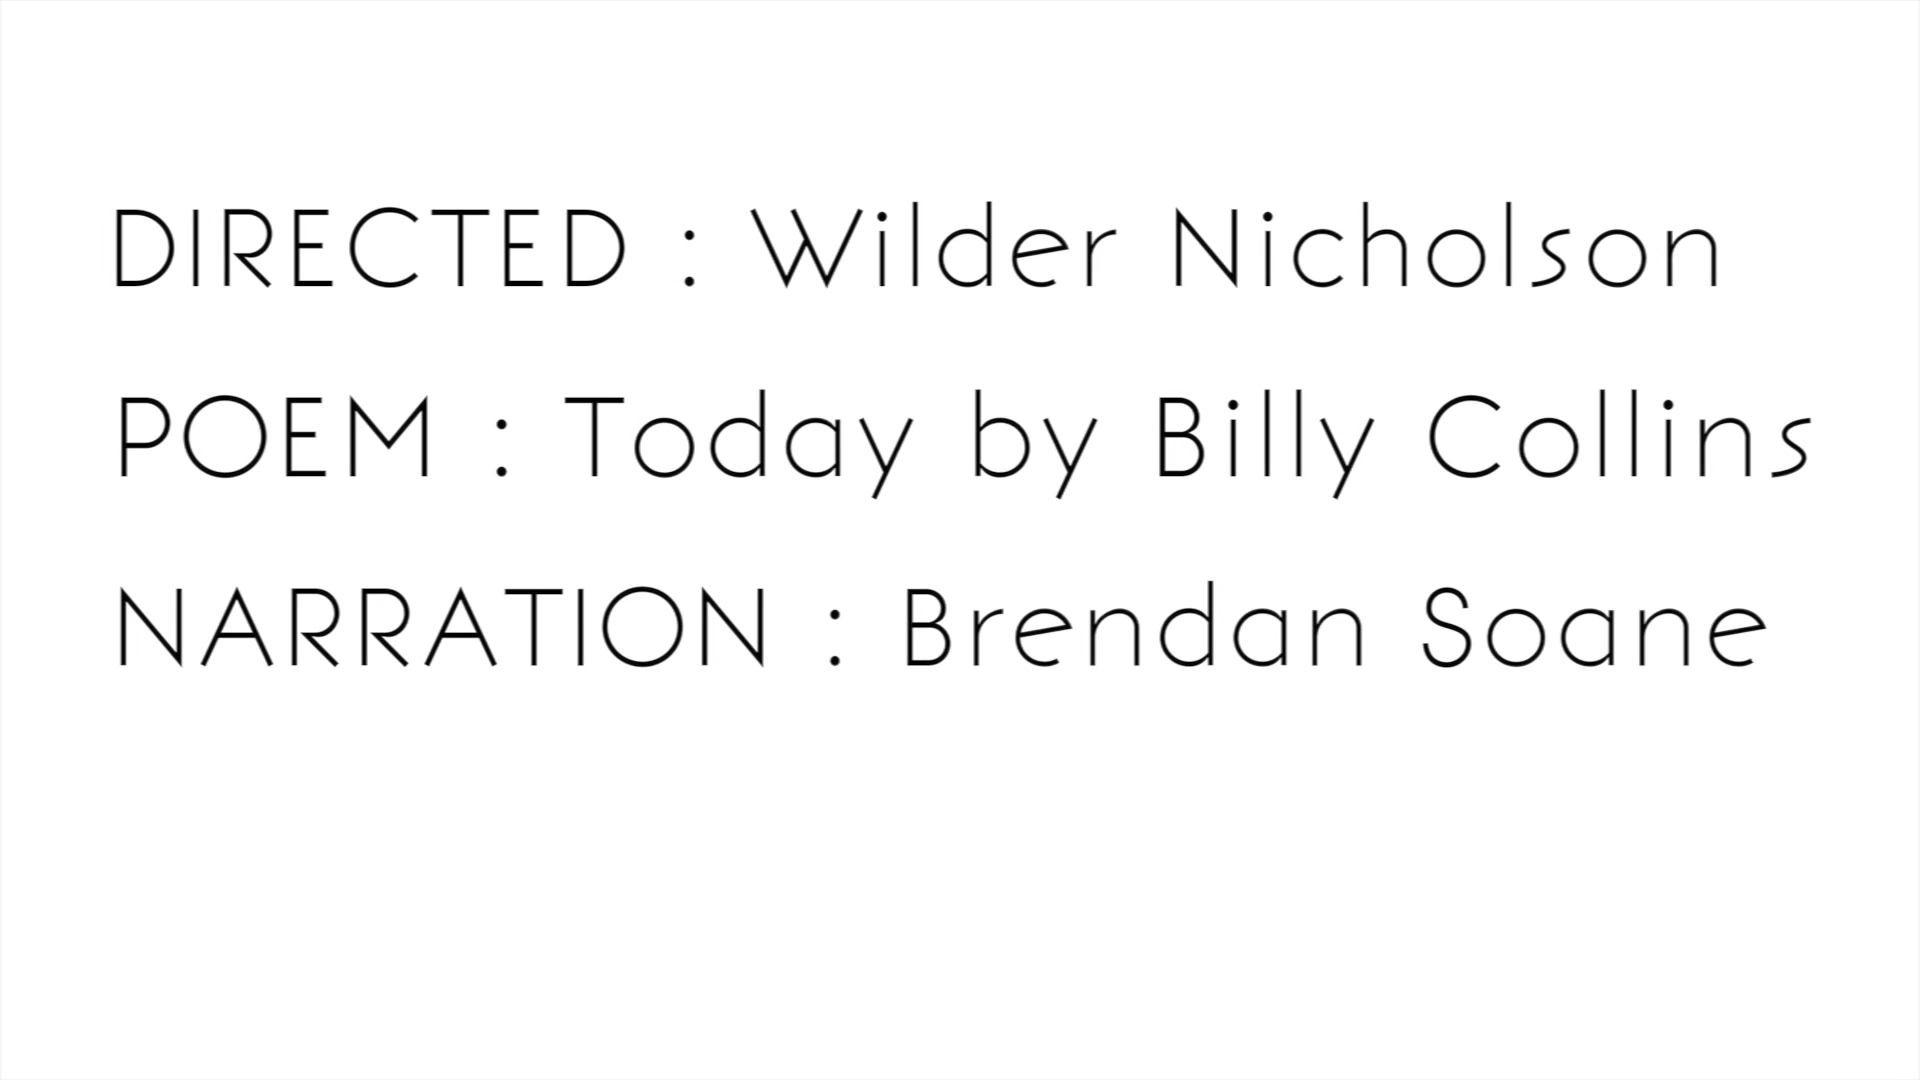 DIRECTED : Wilder Nicholson
POEM : Today by Billy Collins
NARRATION : Brendan Soane